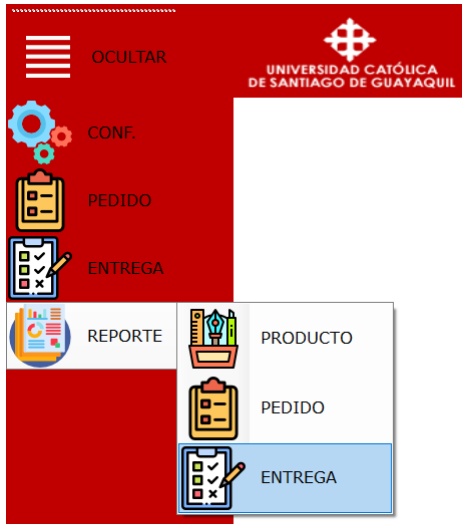 OCULTAR
UNIVERSIDAD CATÓLICA
DE SANTIAGO DE GUAYAQUIL
CONF.
PEDIDO
ENTREGA
REPORTE
PRODUCTO
PEDIDO
ENTREGA